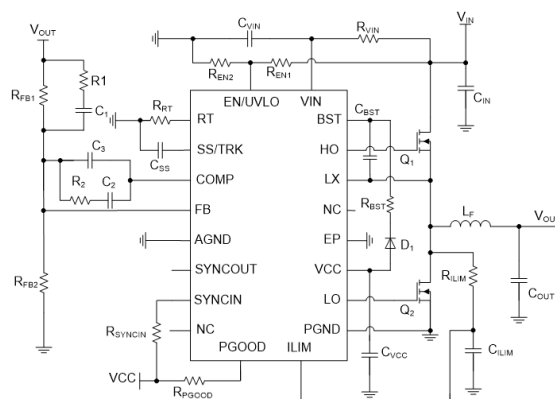 VOUT
CVIN
RVIN
VIN
RFB1
R1
C1
REN2
REN1
CIN
EN/UVLO
VIN
RRT
RT
BST
CBST
CSS
SS/TRK
HO
Q1
C3
COMP
LX
R2
C2
FB
NC
RBST
LF
VOU
AGND
EP
D1
RFB2
SYNCOUT
VCC
RILIM
COUT
SYNCIN
LO
Q2
RSYNCIN
NC
PGND
PGOOD
ILIM
CVCC
CILIM
VCC
RPGOOD